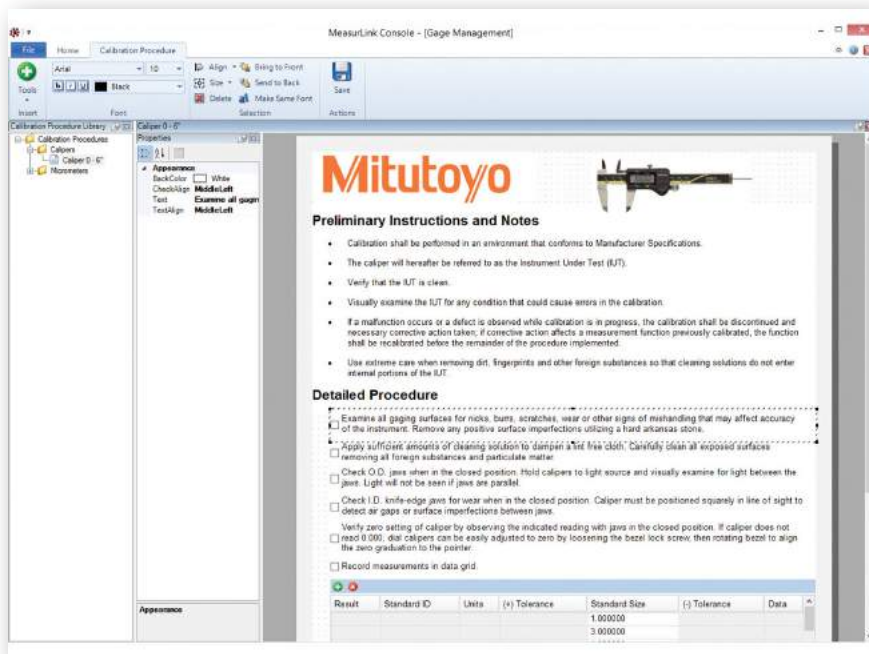 MeasurLink Console - [Gage Management]
File Home Calibration Procedure
Tools
Insert
Arial 10
b i U Black
Font
Align Bring to Front
Size Send to Back
Delete Make Same Font
Selection
Save
Actions
Calibration Procedure Library
Calibration Procedures
Calipers
Caliper 0 - 6"
Micrometers
Caliper 0 - 6"
Properties
Appearance
BackColor White
CheckAlign MiddleLeft
Text Examine all gagin
TextAlign MiddleLeft
Appearance
Mitutoyo
Preliminary Instructions and Notes
• Calibration shall be performed in an environment that conforms to Manufacturer Specifications.
• The caliper will hereafter be referred to as the Instrument Under Test (IUT).
• Verify that the IUT is clean.
• Visually examine the IUT for any condition that could cause errors in the calibration.
• If a malfunction occurs or a defect is observed while calibration is in progress, the calibration shall be discontinued and
necessary corrective action taken; if corrective action affects a measurement function previously calibrated, the function
shall be recalibrated before the remainder of the procedure implemented.
• Use extreme care when removing dirt, fingerprints and other foreign substances so that cleaning solutions do not enter
internal portions of the IUT.
Detailed Procedure
Examine all gaging surfaces for nicks, burrs, scratches, wear or other signs of mishandling that may affect accuracy
of the instrument. Remove any positive surface imperfections utilizing a hard arkansas stone.
Apply sufficient amounts of cleaning solution to dampen a lint free cloth. Carefully clean all exposed surfaces
removing all foreign substances and particulate matter.
Check O.D. jaws when in the closed position. Hold calipers to light source and visually examine for light between the
jaws. Light will not be seen if jaws are parallel.
Check I.D. knife-edge jaws for wear when in the closed position. Caliper must be positioned squarely in line of sight to
detect air gaps or surface imperfections between jaws.
Verify zero setting of caliper by observing the indicated reading with jaws in the closed position. If caliper does not
read 0.000, dial calipers can be easily adjusted to zero by loosening the bezel lock screw, then rotating bezel to align
the zero graduation to the pointer.
Record measurements in data grid
Result Standard ID Units (+) Tolerance Standard Size (-) Tolerance Data
1.000000
3.000000